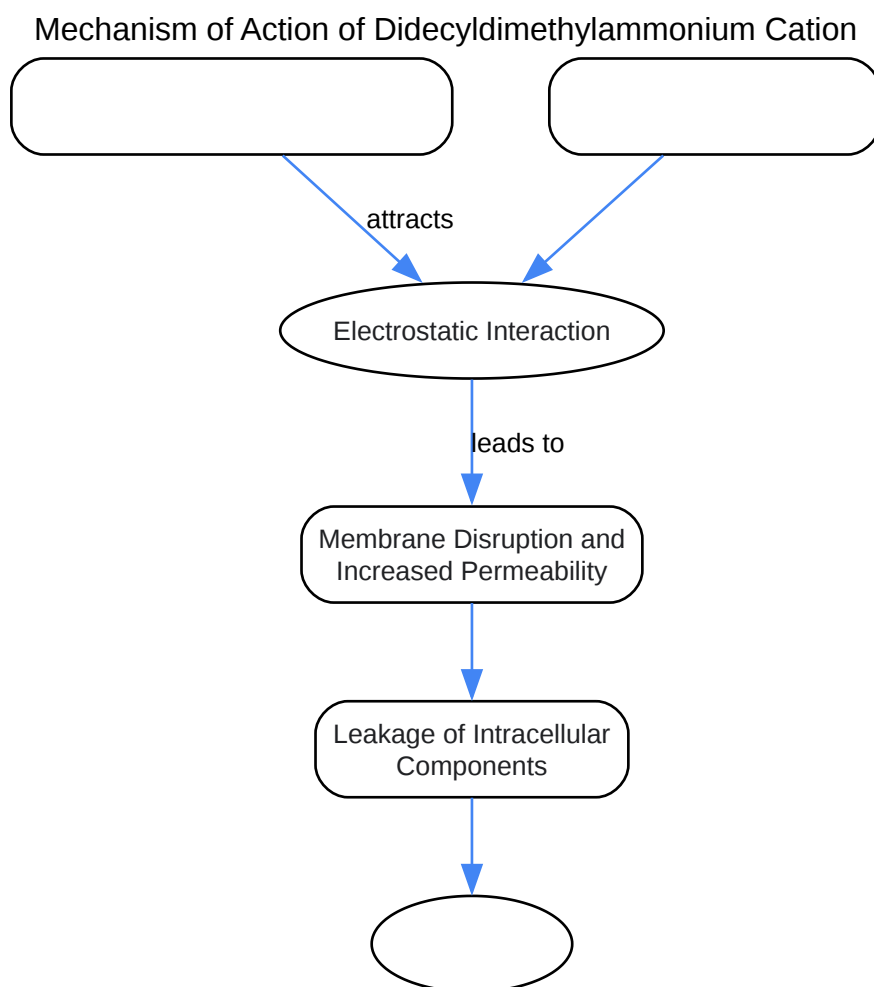 Mechanism of Action of Didecyldimethylammonium Cation
attracts
Electrostatic Interaction
leads to
Membrane Disruption and
Increased Permeability
Leakage of Intracellular
Components